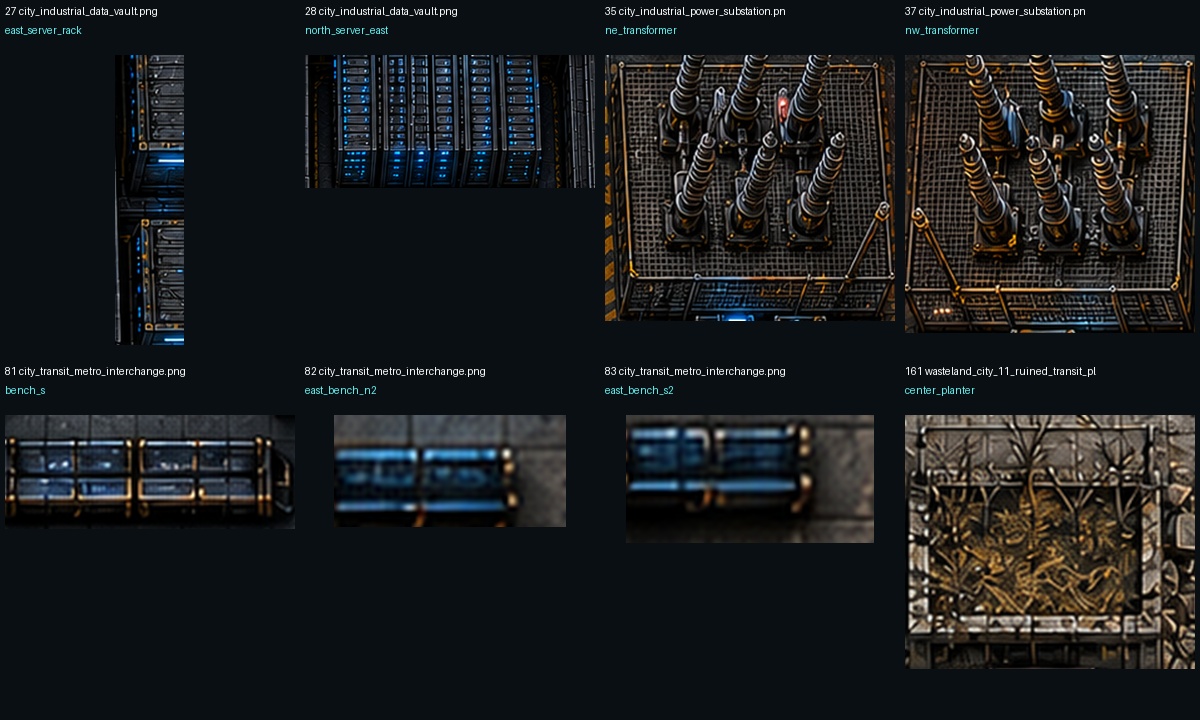 27 city_industrial_data_vault.png
east_server_rack
28 city_industrial_data_vault.png
north_server_east
35 city_industrial_power_substation.pn
ne_transformer
37 city_industrial_power_substation.pn
nw_transformer
81 city_transit_metro_interchange.png
bench_s
82 city_transit_metro_interchange.png
east_bench_n2
83 city_transit_metro_interchange.png
east_bench_s2
161 wasteland_city_11_ruined_transit_pl
center_planter